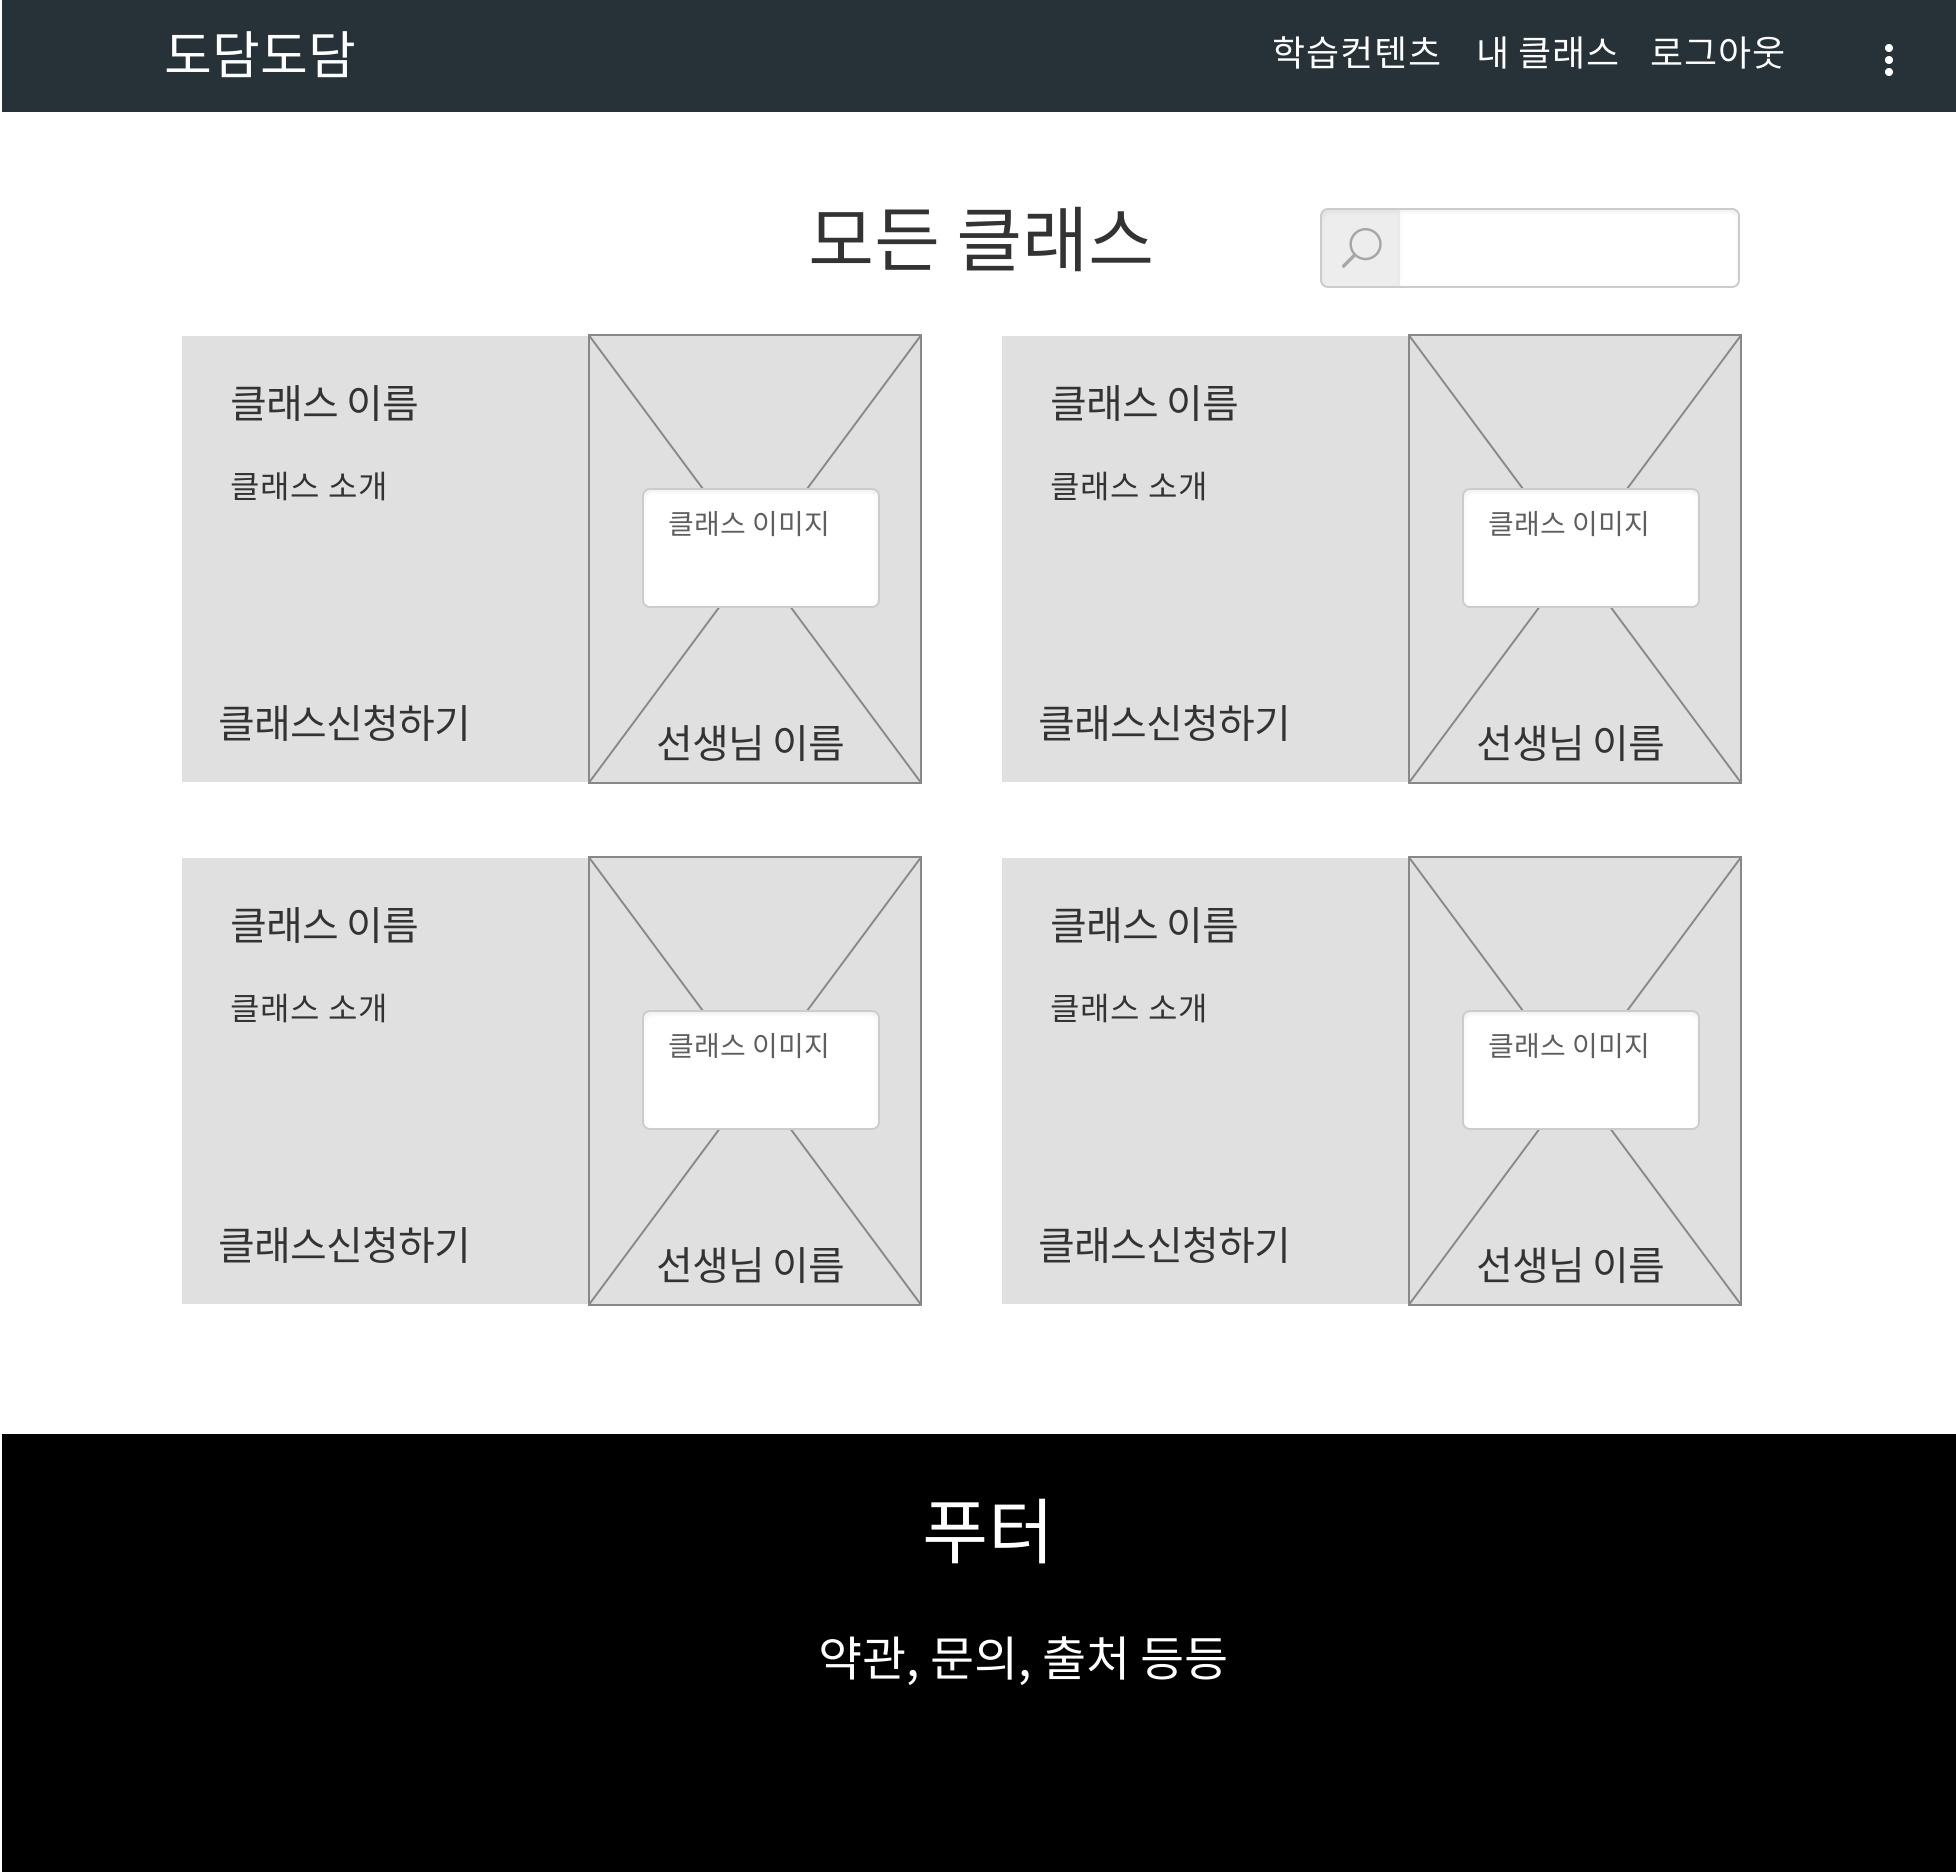 도담도담
학습컨텐츠 내 클래스 로그아웃
모든 클래스
클래스 이름
클래스 소개
클래스 이미지
클래스신청하기
선생님 이름
클래스 이름
클래스 소개
클래스 이미지
클래스신청하기
선생님 이름
클래스 이름
클래스 소개
클래스 이미지
클래스신청하기
선생님 이름
클래스 이름
클래스 소개
클래스 이미지
클래스신청하기
선생님 이름
푸터
약관, 문의, 출처 등등